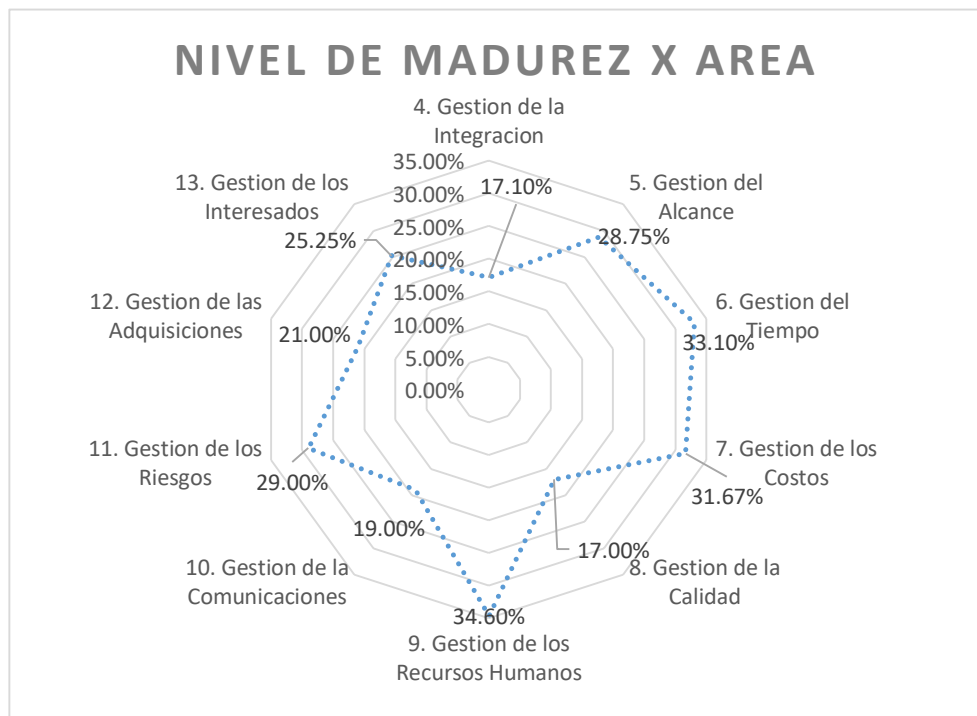 NIVEL DE MADUREZ X AREA
4. Gestion de la
Integracion
35.00%
30.00%
25.00%
20.00%
15.00%
10.00%
5.00%
0.00%
17.10%
5. Gestion del
Alcance
28.75%
6. Gestion del
Tiempo
33.10%
7. Gestion de los
Costos
31.67%
8. Gestion de la
Calidad
17.00%
34.60%
9. Gestion de los
Recursos Humanos
19.00%
10. Gestion de la
Comunicaciones
11. Gestion de los
Riesgos
29.00%
12. Gestion de las
Adquisiciones
21.00%
13. Gestion de los
Interesados
25.25%